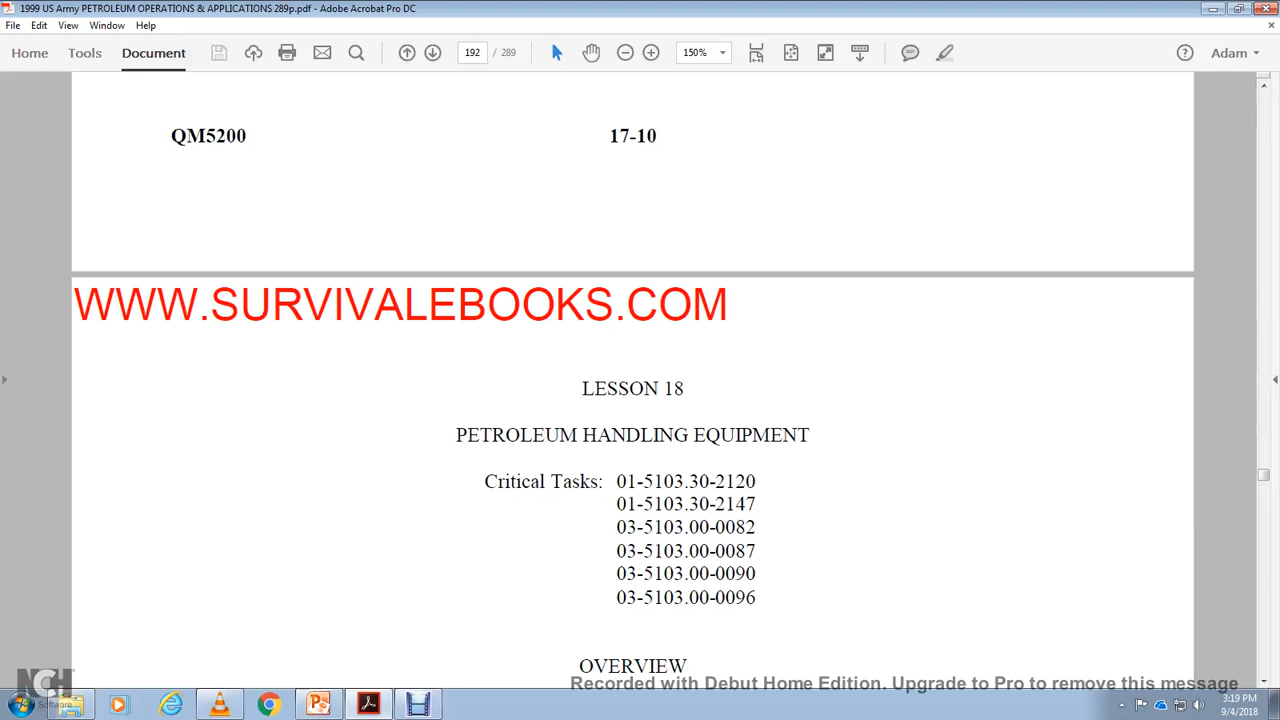 1999 US Army PETROLEUM OPERATIONS & APPLICATIONS 289p.pdf - Adobe Acrobat Pro DC
File Edit View Window Help
Home Tools Document 192 / 289 150% Adam
QM5200 17-10
WWW.SURVIVALEBOOKS.COM
LESSON 18
PETROLEUM HANDLING EQUIPMENT
Critical Tasks: 01-5103.30-2120
01-5103.30-2147
03-5103.00-0082
03-5103.00-0087
03-5103.00-0090
03-5103.00-0096
OVERVIEW
Recorded with Debut Home Edition. Upgrade to Pro to remove this message
NCH
Software
3:19 PM
9/4/2018